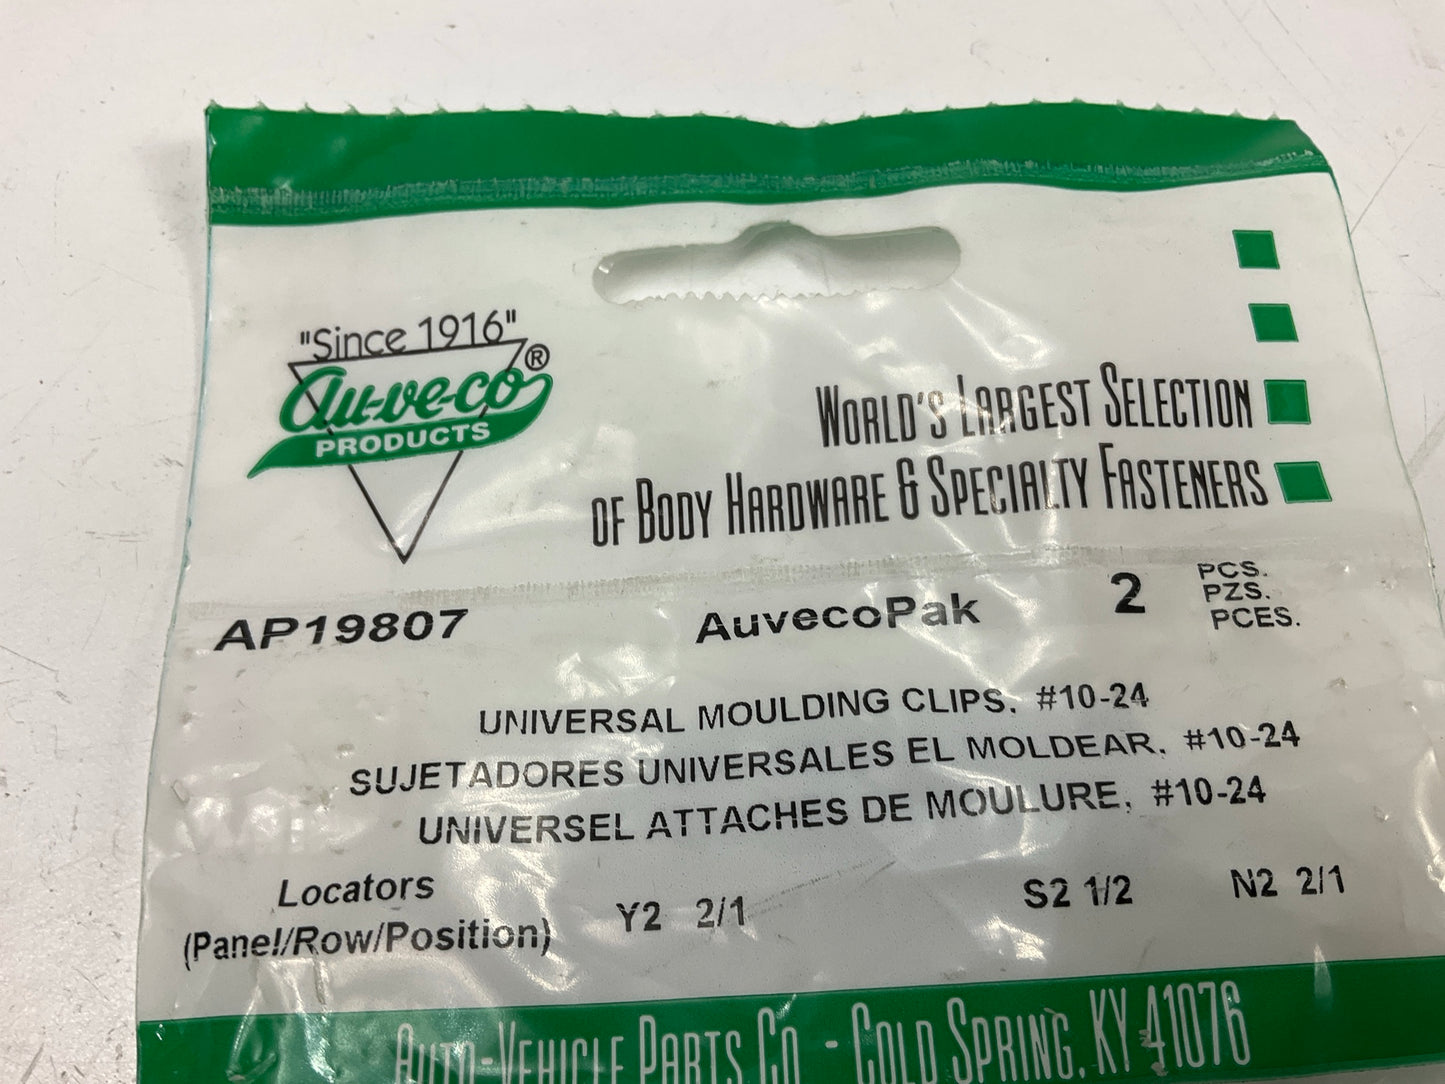 "Since 1916"
Au-ve-co®
PRODUCTS
WORLD'S LARGEST SELECTION
OF BODY HARDWARE & SPECIALTY FASTENERS
AP19807 AuvecoPak 2 PCS.
PZS.
PCES.
UNIVERSAL MOULDING CLIPS, #10-24
SUJETADORES UNIVERSALES EL MOLDEAR, #10-24
UNIVERSEL ATTACHES DE MOULURE, #10-24
Locators
(Panel/Row/Position) Y2 2/1 S2 1/2 N2 2/1
AUTO-VEHICLE PARTS CO - COLD SPRING, KY 41076